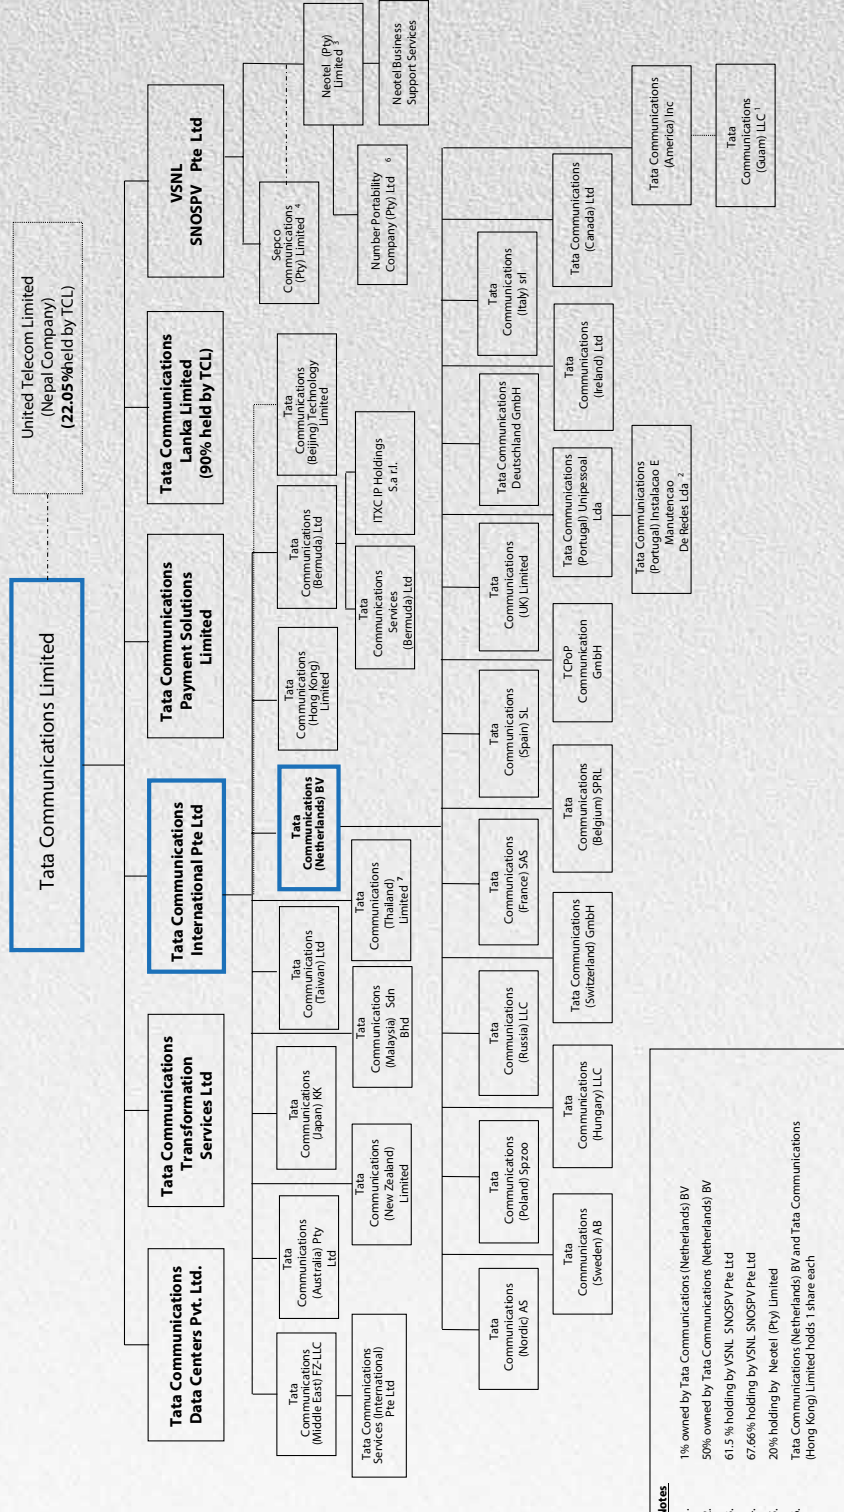 Tata Communications Limited
United Telecom Limited
(Nepal Company)
(22.05%held by TCL)
Tata Communications
Data Centers Pvt. Ltd.
Tata Communications
Transformation
Services Ltd
Tata Communications
International Pte Ltd
Tata Communications
Payment Solutions
Limited
Tata Communications
Lanka Limited
(90% held by TCL)
VSNL
SNOSPV Pte Ltd
Tata
Communications
(Middle East) FZ-LLC
Tata Communications
Services (International)
Pte Ltd
Tata
Communications
(Australia) Pty
Ltd
Tata
Communications
(New Zealand)
Limited
Tata
Communications
(Japan) KK
Tata
Communications
(Malaysia) Sdn
Bhd
Tata
Communications
(Taiwan) Ltd
Tata
Communications
(Thailand)
Limited 7
Tata
Communications
(Netherlands) BV
Tata
Communications
(Hong Kong)
Limited
Tata
Communications
(Bermuda) Ltd
Tata
Communications
Services
(Bermuda) Ltd
ITXC IP Holdings
S.a r.l.
Tata
Communications
(Beijing) Technology
Limited
Sepco
Communications
(Pty) Limited 4
Neotel (Pty)
Limited 3
Neotel Business
Support Services
Number Portability
Company (Pty) Ltd 6
Tata
Communications
(Nordic) AS
Tata
Communications
(Sweden) AB
Tata
Communications
(Poland) Spzoo
Tata
Communications
(Hungary) LLC
Tata
Communications
(Russia) LLC
Tata Communications
(Switzerland) GmbH
Tata
Communications
(France) SAS
Tata
Communications
(Belgium) SPRL
Tata
Communications
(Spain) SL
TCPoP
Communication
GmbH
Tata
Communications
(UK) Limited
Tata Communications
(Portugal) Unipessoal
Lda
Tata Communications
(Portugal) Instalacao E
Manutencao
De Redes Lda 2
Tata Communications
Deutschland GmbH
Tata
Communications
(Ireland) Ltd
Tata
Communications
(Italy) srl
Tata Communications
(Canada) Ltd
Tata Communications
(America) Inc
Tata
Communications
(Guam) LLC 1
1% owned by Tata Communications (Netherlands) BV
50% owned by Tata Communications (Netherlands) BV
61.5 % holding by VSNL SNOSPV Pte Ltd
67.66% holding by VSNL SNOSPV Pte Ltd
20% holding by Neotel (Pty) Limited
Tata Communications (Netherlands) BV and Tata Communications
(Hong Kong) Limited holds 1 share each